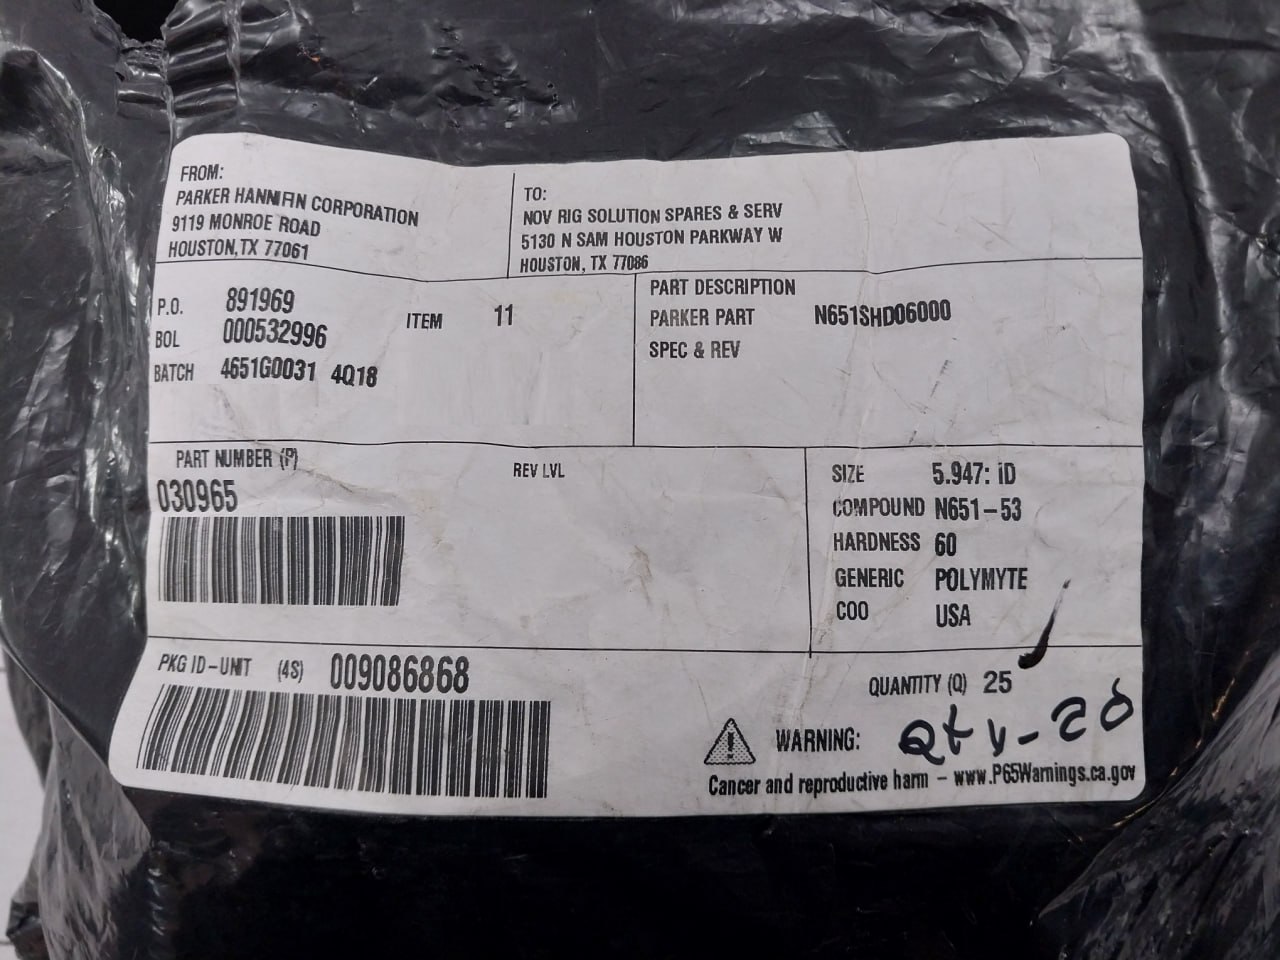 FROM:
PARKER HANNIFIN CORPORATION
9119 MONROE ROAD
HOUSTON,TX 77061
TO:
NOV RIG SOLUTION SPARES & SERV
5130 N SAM HOUSTON PARKWAY W
HOUSTON, TX 77086
P.O. 891969
BOL 000532996
BATCH 4651G0031 4Q18
ITEM 11
PART DESCRIPTION
PARKER PART N651SHD06000
SPEC & REV
PART NUMBER (P)
030965
REV LVL
SIZE 5.947: iD
COMPOUND N651-53
HARDNESS 60
GENERIC POLYMYTE
COO USA
PKG ID-UNIT (4S) 009086868
QUANTITY (Q) 25
Qty-20
WARNING:
Cancer and reproductive harm - www.P65Warnings.ca.gov